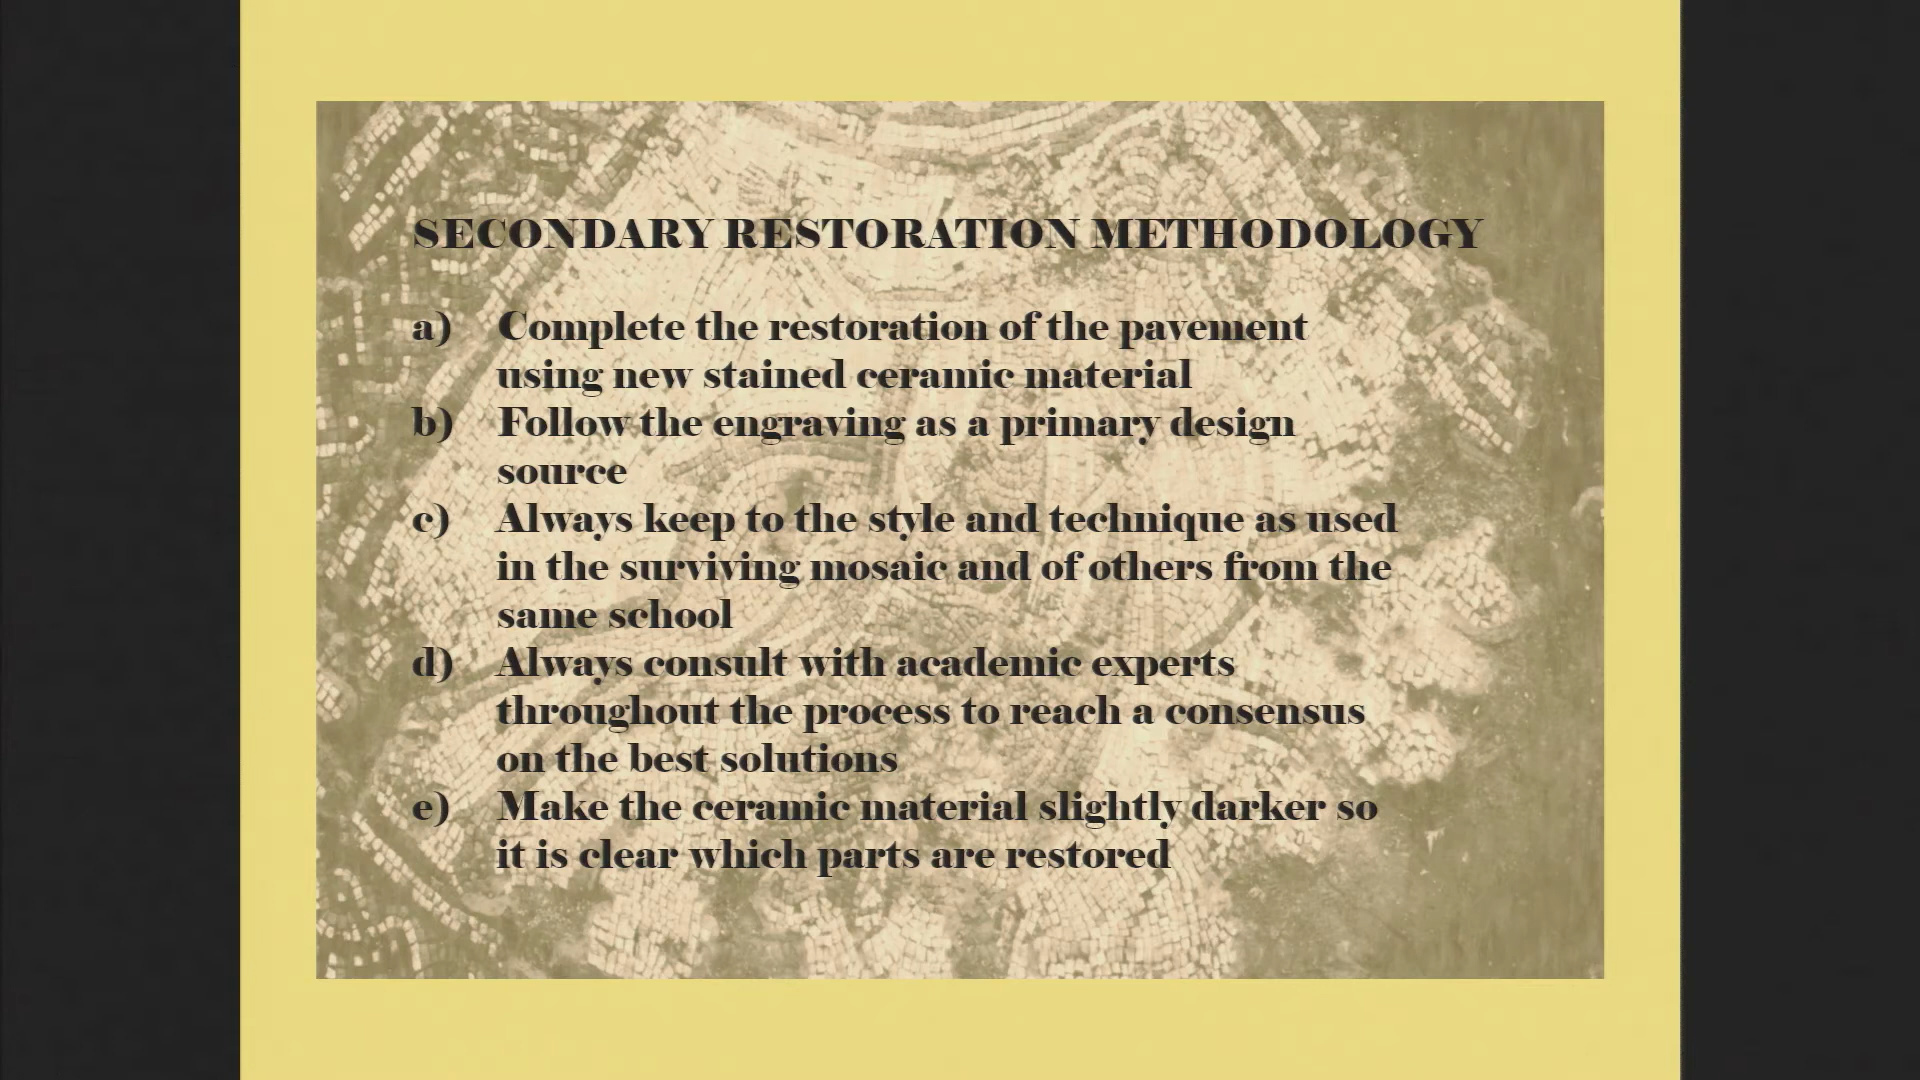 SECONDARY RESTORATION METHODOLOGY
a) Complete the restoration of the pavement
using new stained ceramic material
b) Follow the engraving as a primary design
source
c) Always keep to the style and technique as used
in the surviving mosaic and of others from the
same school
d) Always consult with academic experts
throughout the process to reach a consensus
on the best solutions
e) Make the ceramic material slightly darker so
it is clear which parts are restored